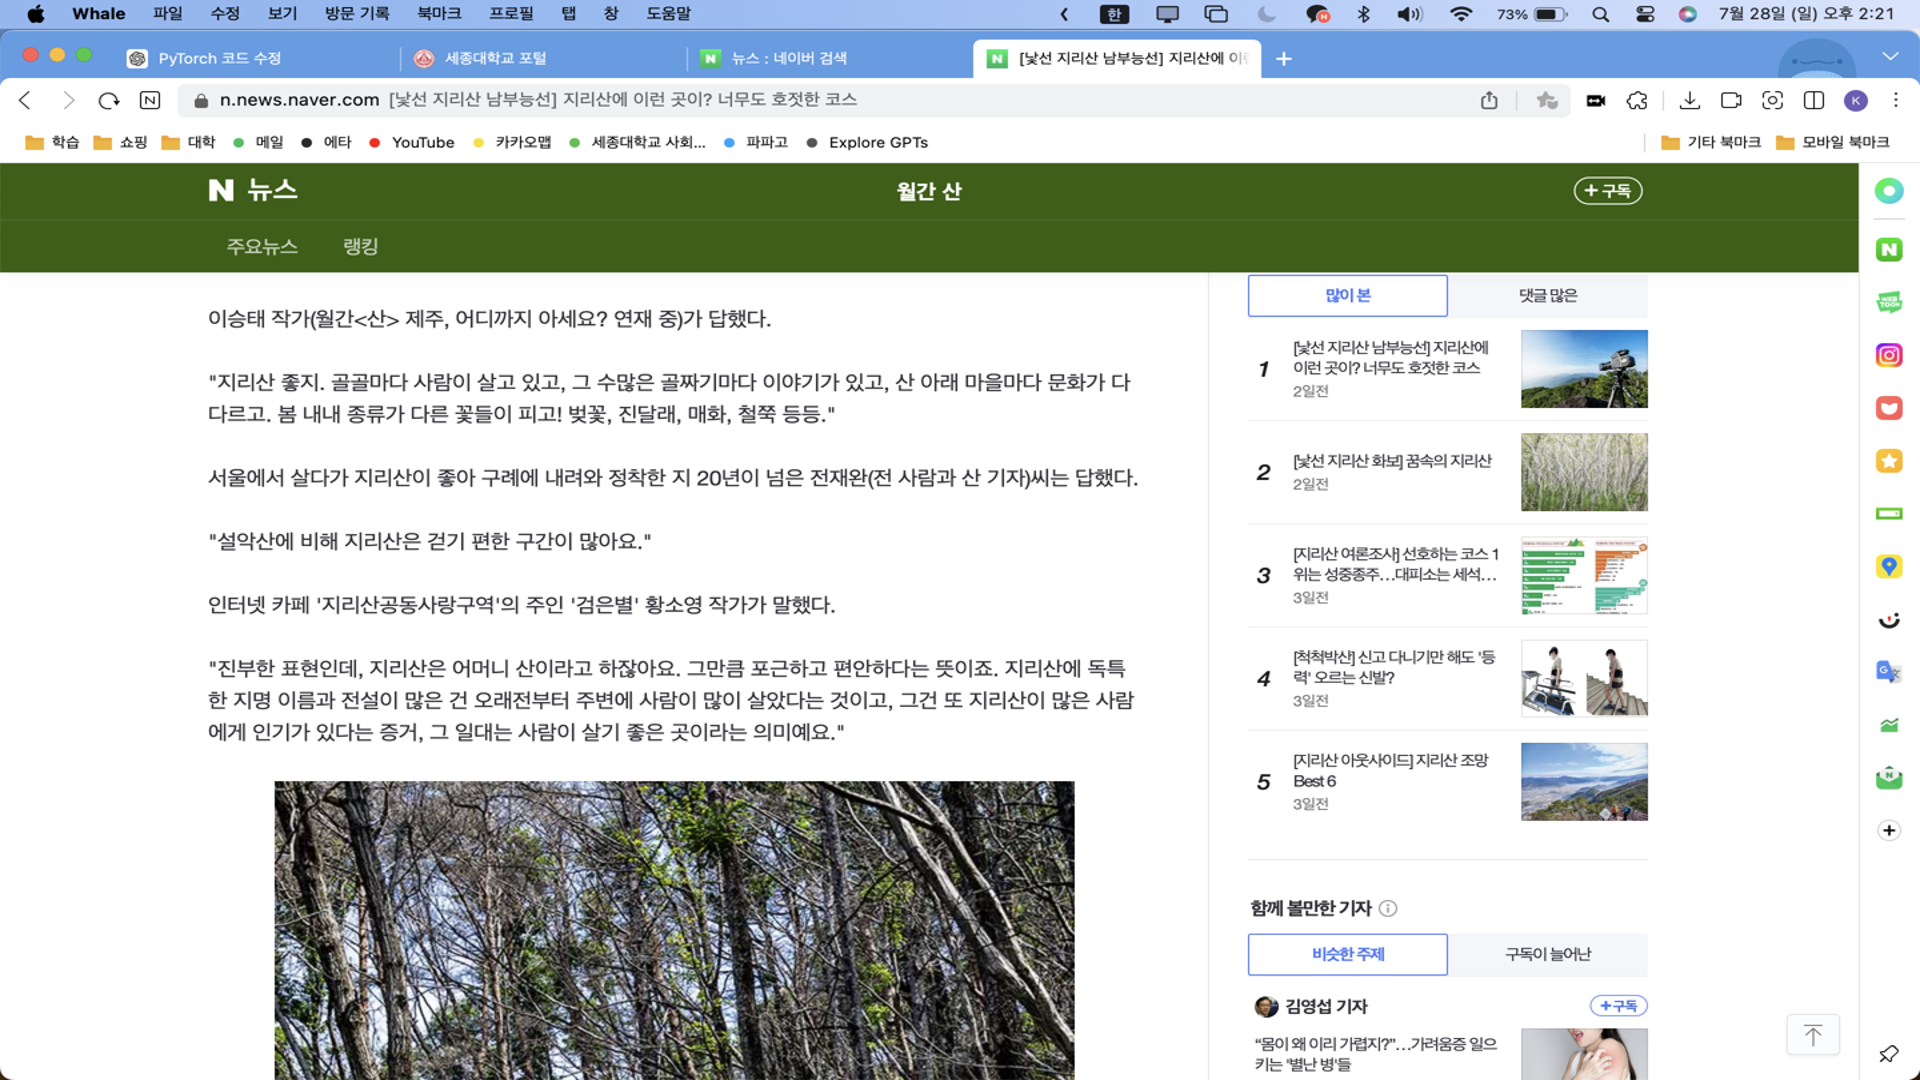 Whale 파일 수정 보기 방문 기록 북마크 프로필 탭 창 도움말 한 73% 7월 28일 (일) 오후 2:21
PyTorch 코드 수정 세종대학교 포털 뉴스 : 네이버 검색 [낯선 지리산 남부능선] 지리산에 이런
n.news.naver.com [낯선 지리산 남부능선] 지리산에 이런 곳이? 너무도 호젓한 코스
학습 쇼핑 대학 메일 에타 YouTube 카카오맵 세종대학교 사회... 파파고 Explore GPTs 기타 북마크 모바일 북마크
N 뉴스 월간 산 +구독
주요뉴스 랭킹
이승태 작가(월간<산> 제주, 어디까지 아세요? 연재 중)가 답했다.
"지리산 좋지. 골골마다 사람이 살고 있고, 그 수많은 골짜기마다 이야기가 있고, 산 아래 마을마다 문화가 다
다르고. 봄 내내 종류가 다른 꽃들이 피고! 벚꽃, 진달래, 매화, 철쭉 등등."
서울에서 살다가 지리산이 좋아 구례에 내려와 정착한 지 20년이 넘은 전재완(전 사람과 산 기자)씨는 답했다.
"설악산에 비해 지리산은 걷기 편한 구간이 많아요."
인터넷 카페 '지리산공동사랑구역'의 주인 '검은별' 황소영 작가가 말했다.
"진부한 표현인데, 지리산은 어머니 산이라고 하잖아요. 그만큼 포근하고 편안하다는 뜻이죠. 지리산에 독특
한 지명 이름과 전설이 많은 건 오래전부터 주변에 사람이 많이 살았다는 것이고, 그건 또 지리산이 많은 사람
에게 인기가 있다는 증거, 그 일대는 사람이 살기 좋은 곳이라는 의미예요."
많이 본 댓글 많은
1
[낯선 지리산 남부능선] 지리산에
이런 곳이? 너무도 호젓한 코스
2일전
2
[낯선 지리산 화보] 꿈속의 지리산
2일전
3
[지리산 여론조사] 선호하는 코스 1
위는 성중종주…대피소는 세석…
3일전
4
[척척박산] 신고 다니기만 해도 '등
력' 오르는 신발?
3일전
5
[지리산 아웃사이드] 지리산 조망
Best 6
3일전
함께 볼만한 기자
비슷한 주제 구독이 늘어난
김영섭 기자 +구독
“몸이 왜 이리 가렵지?”…가려움증 일으
키는 '별난 병'들
WEB
TOON